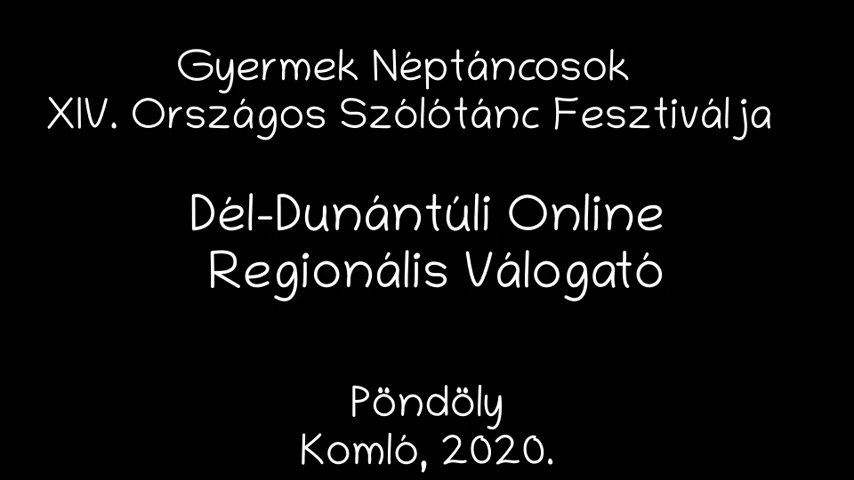 Gyermek Néptáncosok
XIV. Országos Szólótánc Fesztiválja
Dél-Dunántúli Online
Regionális Válogató
Pöndöly
Komló, 2020.